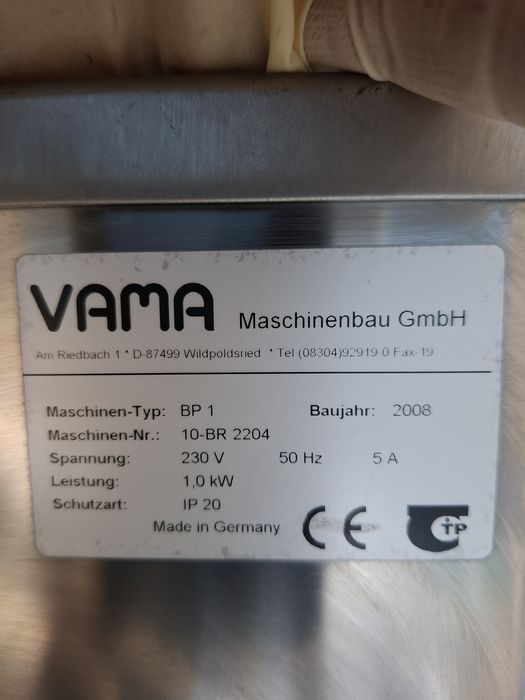 VAMA Maschinenbau GmbH
Am Riedbach 1 * D-87499 Wildpoldsried * Tel (08304)92919-0 Fax-19
Maschinen-Typ: BP 1 Baujahr: 2008
Maschinen-Nr.: 10-BR 2204
Spannung: 230 V 50 Hz 5 A
Leistung: 1,0 kW
Schutzart: IP 20
Made in Germany CE TP